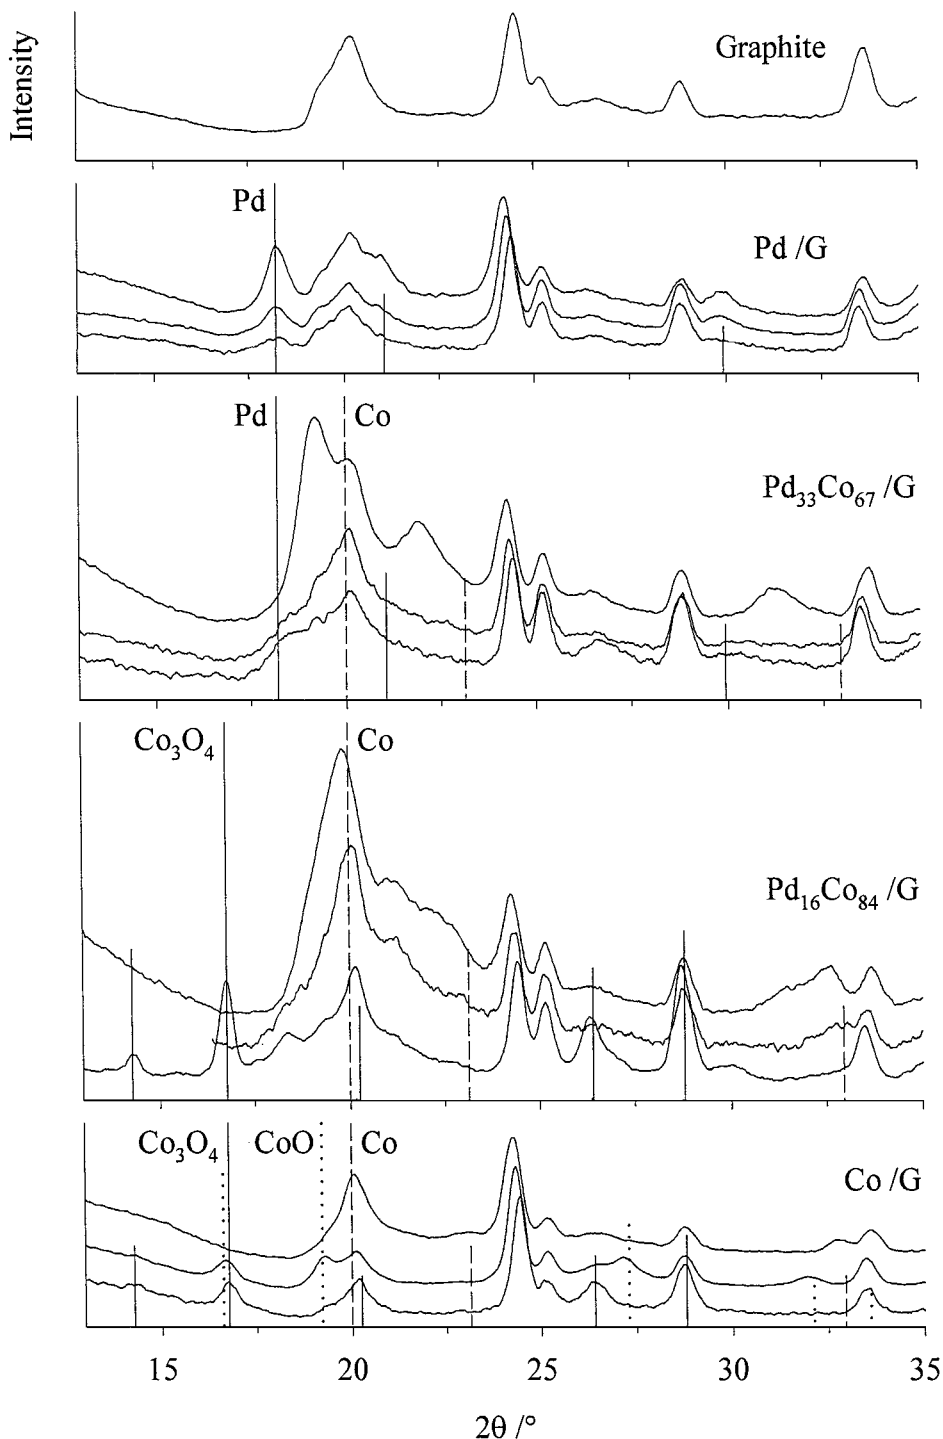 Intensity
Graphite
Pd
Pd /G
Pd
Co
Pd₃₃Co₆₇ /G
Co₃O₄
Co
Pd₁₆Co₈₄ /G
Co₃O₄
CoO
Co
Co /G
15
20
25
30
35
2θ /°